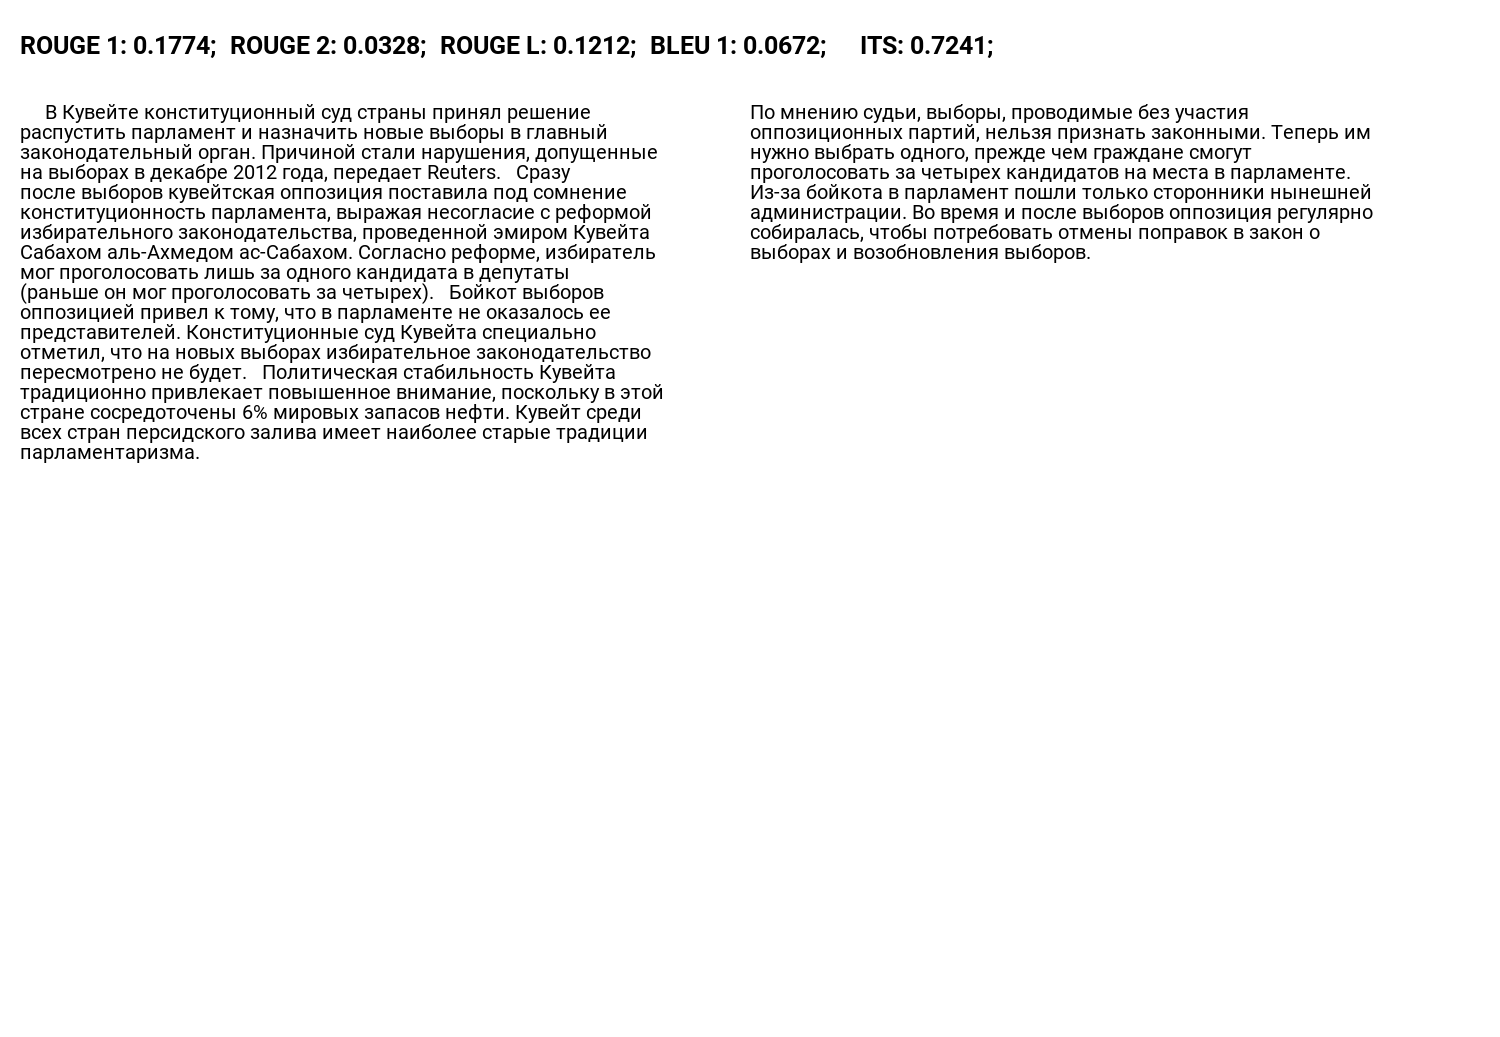 ROUGE 1: 0.1774; ROUGE 2: 0.0328; ROUGE L: 0.1212; BLEU 1: 0.0672; ITS: 0.7241;
В Кувейте конституционный суд страны принял решение
распустить парламент и назначить новые выборы в главный
законодательный орган. Причиной стали нарушения, допущенные
на выборах в декабре 2012 года, передает Reuters. Сразу
после выборов кувейтская оппозиция поставила под сомнение
конституционность парламента, выражая несогласие с реформой
избирательного законодательства, проведенной эмиром Кувейта
Сабахом аль-Ахмедом ас-Сабахом. Согласно реформе, избиратель
мог проголосовать лишь за одного кандидата в депутаты
(раньше он мог проголосовать за четырех). Бойкот выборов
оппозицией привел к тому, что в парламенте не оказалось ее
представителей. Конституционные суд Кувейта специально
отметил, что на новых выборах избирательное законодательство
пересмотрено не будет. Политическая стабильность Кувейта
традиционно привлекает повышенное внимание, поскольку в этой
стране сосредоточены 6% мировых запасов нефти. Кувейт среди
всех стран персидского залива имеет наиболее старые традиции
парламентаризма.
По мнению судьи, выборы, проводимые без участия
оппозиционных партий, нельзя признать законными. Теперь им
нужно выбрать одного, прежде чем граждане смогут
проголосовать за четырех кандидатов на места в парламенте.
Из-за бойкота в парламент пошли только сторонники нынешней
администрации. Во время и после выборов оппозиция регулярно
собиралась, чтобы потребовать отмены поправок в закон о
выборах и возобновления выборов.